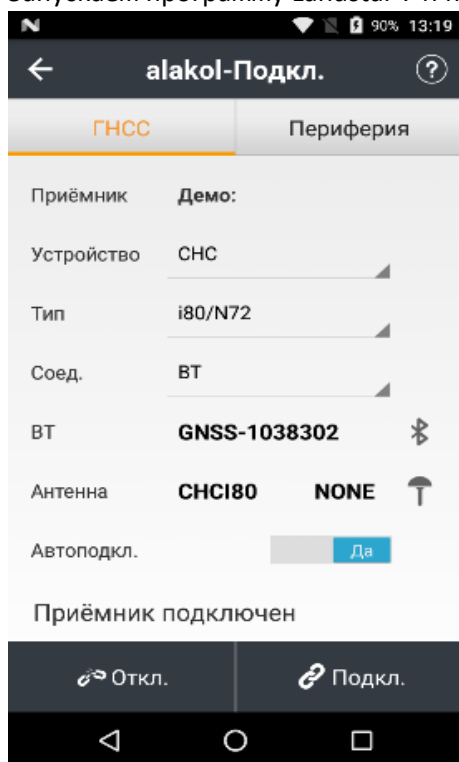 90% 13:19
alakol-Подкл. ?
ГНСС Периферия
Приёмник Демо:
Устройство CHC
Тип i80/N72
Соед. BT
BT GNSS-1038302
Антенна CHCI80 NONE
Автоподкл. Да
Приёмник подключен
Откл. Подкл.